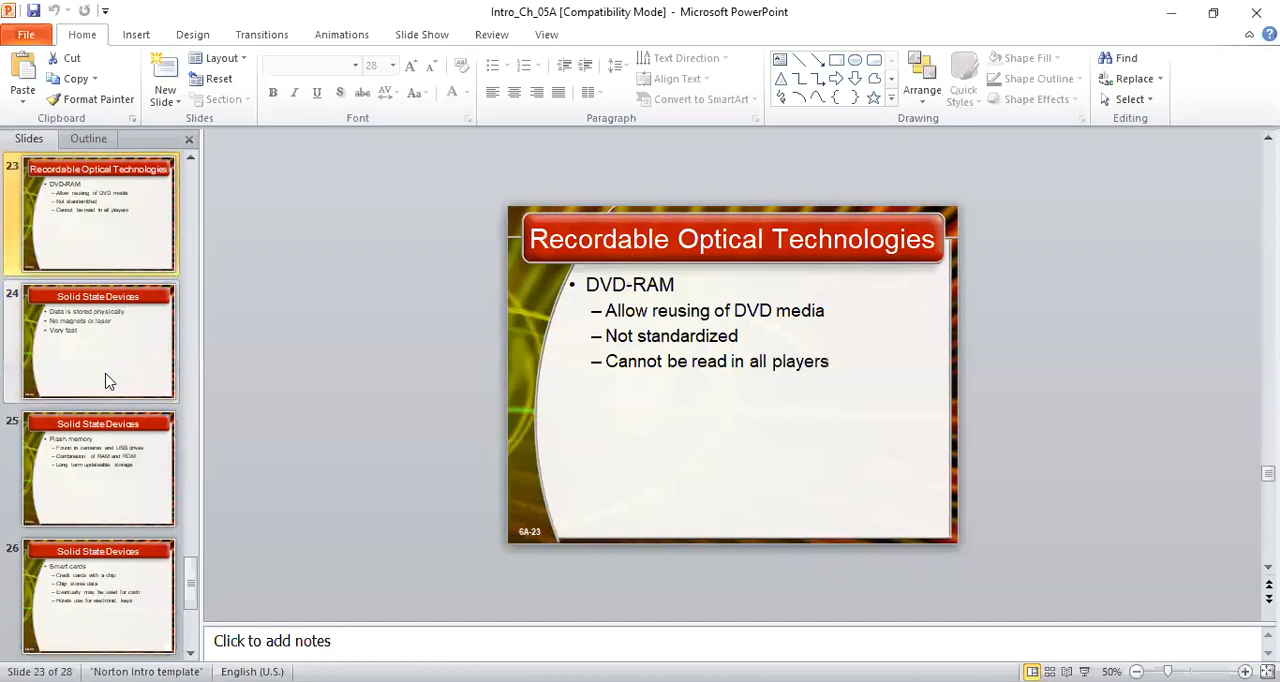 Intro_Ch_05A [Compatibility Mode] - Microsoft PowerPoint
File Home Insert Design Transitions Animations Slide Show Review View
Paste
Cut
Copy
Format Painter
Clipboard
New
Slide
Layout
Reset
Section
Slides
28
B I U S abc AV Aa A
Font
Text Direction
Align Text
Convert to SmartArt
Paragraph
Arrange
Quick
Styles
Shape Fill
Shape Outline
Shape Effects
Drawing
Find
Replace
Select
Editing
Slides Outline
23
Recordable Optical Technologies
• DVD-RAM
– Allow reusing of DVD media
– Not standardized
– Cannot be read in all players
24
Solid State Devices
• Data is stored physically
• No magnets or laser
• Very fast
25
Solid State Devices
• Flash memory
– Found in cameras and USB drives
– Combination of RAM and ROM
– Long term updateable storage
26
Solid State Devices
• Smart cards
– Credit cards with a chip
– Chip stores data
– Eventually may be used for cash
– Hotels use for electronic keys
Recordable Optical Technologies
• DVD-RAM
– Allow reusing of DVD media
– Not standardized
– Cannot be read in all players
6A-23
Click to add notes
Slide 23 of 28 "Norton Intro template" English (U.S.) 50%